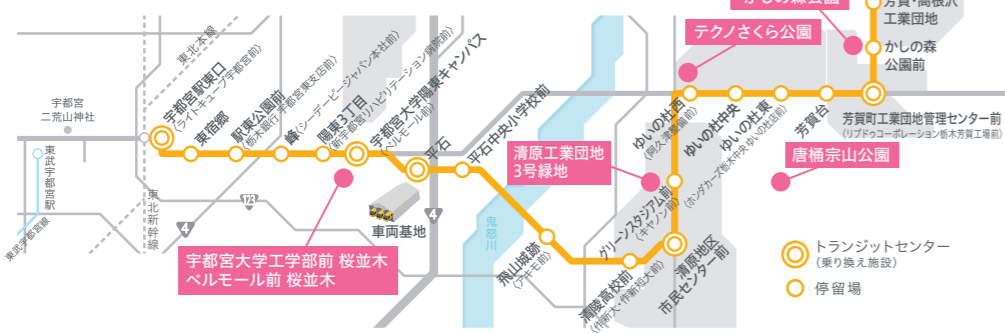 かしの森公園
芳賀・高根沢
工業団地
テクノさくら公園
かしの森
公園前
東北本線
宇都宮
二荒山神社
宇都宮駅東口
(ライトキューブ宇都宮前)
東宿郷
駅東公園前
(栃木銀行 宇都宮東支店前)
峰(シーデーピージャパン本社前)
陽東3丁目
(新・宇都宮リハビリテーション病院前)
宇都宮大学陽東キャンパス
(ベルモール前)
平石
平石中央小学校前
清原工業団地
3号緑地
ゆいの杜西
(阿久津整備前)
ゆいの杜中央
ゆいの杜東
(ホンダカーズ栃木中央 ゆいの杜店前)
芳賀台
芳賀町工業団地管理センター前
(リブドゥコーポレーション栃木芳賀工場前)
唐桶宗山公園
東武宇都宮駅
東武宇都宮線
東北新幹線
4
123
4
車両基地
鬼怒川
宇都宮大学工学部前 桜並木
ベルモール前 桜並木
飛山城跡
(アキモ前)
グリーンスタジアム前
(キヤノン前)
清陵高校前
(作新大・作新短大前)
清原地区
市民センター前
トランジットセンター
(乗り換え施設)
停留場